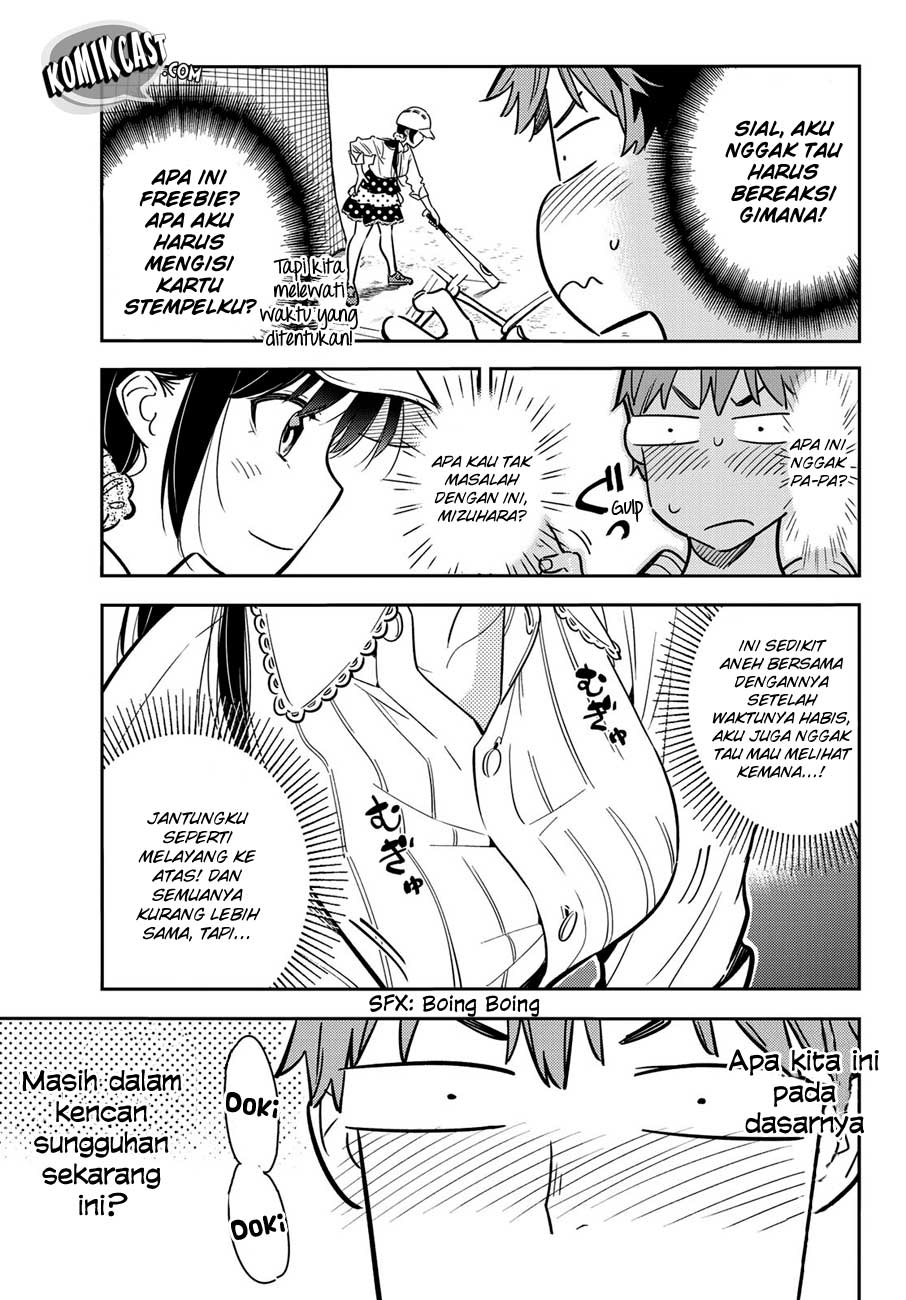 KOMIKCAST
.COM
SIAL, AKU
NGGAK TAU
HARUS
BEREAKSI
GIMANA!
APA INI
FREEBIE?
APA AKU
HARUS
MENGISI
KARTU
STEMPELKU?
Tapi kita
melewati
waktu yang
ditentukan!
APA INI
NGGAK
PA-PA?
GULP
APA KAU TAK
MASALAH
DENGAN INI,
MIZUHARA?
INI SEDIKIT
ANEH BERSAMA
DENGANNYA
SETELAH
WAKTUNYA HABIS,
AKU JUGA NGGAK
TAU MAU MELIHAT
KEMANA...!
むぎゅ
むぎゅ
JANTUNGKU
SEPERTI
MELAYANG KE
ATAS! DAN
SEMUANYA
KURANG LEBIH
SAMA, TAPI...
SFX: Boing Boing
Apa kita ini
pada
dasarnya
Doki
Doki
Masih dalam
kencan
sungguhan
sekarang
ini?